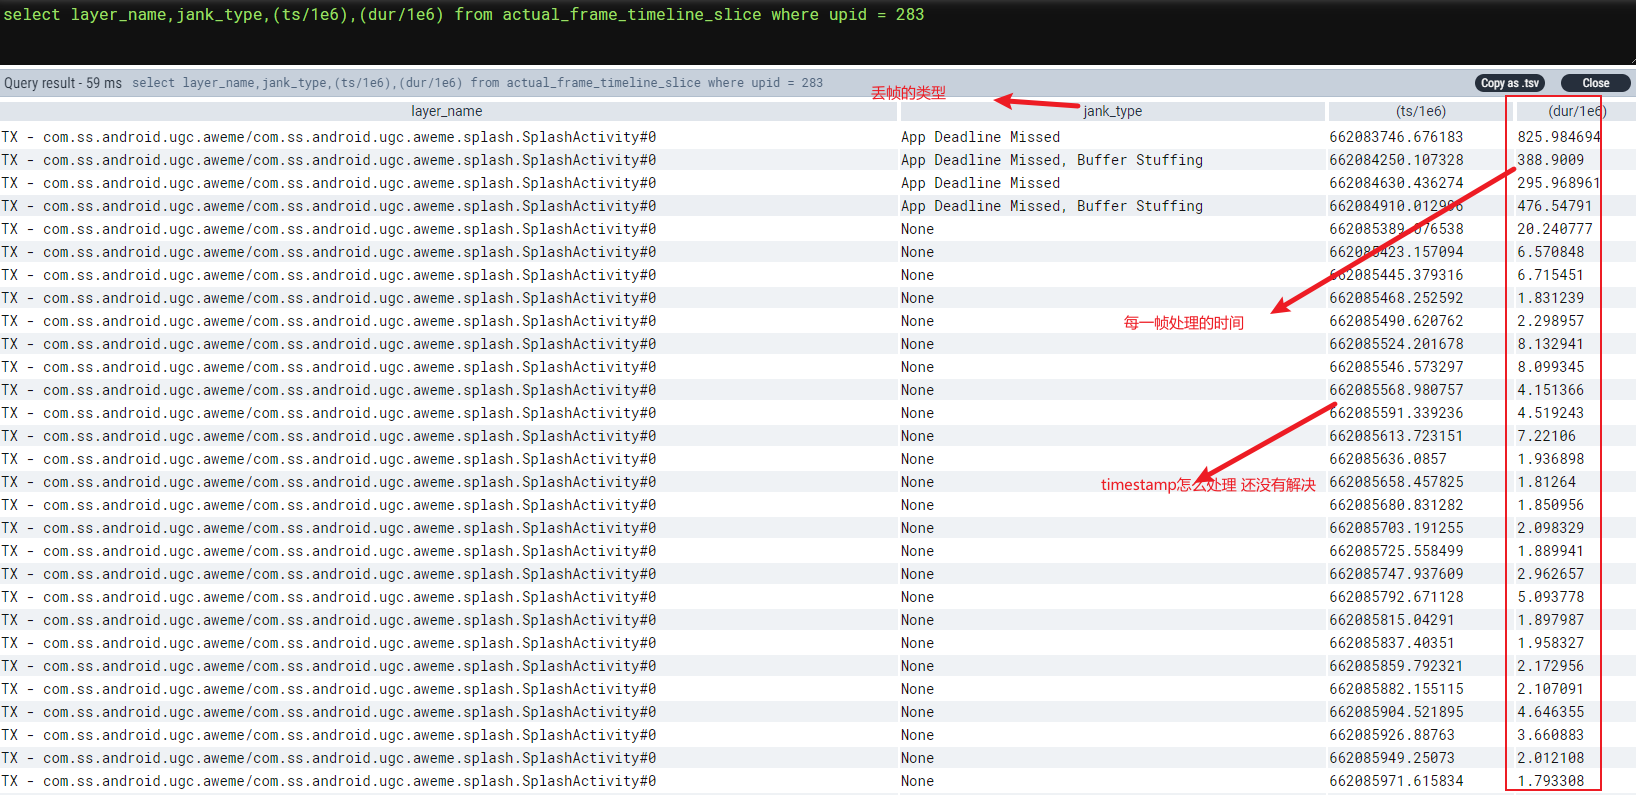 select layer_name,jank_type,(ts/1e6),(dur/1e6) from actual_frame_timeline_slice where upid = 283
Query result - 59 ms select layer_name,jank_type,(ts/1e6),(dur/1e6) from actual_frame_timeline_slice where upid = 283 Copy as .tsv Close
丢帧的类型
layer_name jank_type (ts/1e6) (dur/1e6)
TX - com.ss.android.ugc.aweme/com.ss.android.ugc.aweme.splash.SplashActivity#0 App Deadline Missed 662083746.676183 825.984694
TX - com.ss.android.ugc.aweme/com.ss.android.ugc.aweme.splash.SplashActivity#0 App Deadline Missed, Buffer Stuffing 662084250.107328 388.9009
TX - com.ss.android.ugc.aweme/com.ss.android.ugc.aweme.splash.SplashActivity#0 App Deadline Missed 662084630.436274 295.968961
TX - com.ss.android.ugc.aweme/com.ss.android.ugc.aweme.splash.SplashActivity#0 App Deadline Missed, Buffer Stuffing 476.54791
TX - com.ss.android.ugc.aweme/com.ss.android.ugc.aweme.splash.SplashActivity#0 None 20.240777
TX - com.ss.android.ugc.aweme/com.ss.android.ugc.aweme.splash.SplashActivity#0 None 662085423.157094 6.570848
TX - com.ss.android.ugc.aweme/com.ss.android.ugc.aweme.splash.SplashActivity#0 None 662085445.379316 6.715451
TX - com.ss.android.ugc.aweme/com.ss.android.ugc.aweme.splash.SplashActivity#0 None 662085468.252592 1.831239
TX - com.ss.android.ugc.aweme/com.ss.android.ugc.aweme.splash.SplashActivity#0 None 662085490.620762 2.298957
每一帧处理的时间
TX - com.ss.android.ugc.aweme/com.ss.android.ugc.aweme.splash.SplashActivity#0 None 662085524.201678 8.132941
TX - com.ss.android.ugc.aweme/com.ss.android.ugc.aweme.splash.SplashActivity#0 None 662085546.573297 8.099345
TX - com.ss.android.ugc.aweme/com.ss.android.ugc.aweme.splash.SplashActivity#0 None 662085568.980757 4.151366
TX - com.ss.android.ugc.aweme/com.ss.android.ugc.aweme.splash.SplashActivity#0 None 662085591.339236 4.519243
TX - com.ss.android.ugc.aweme/com.ss.android.ugc.aweme.splash.SplashActivity#0 None 662085613.723151 7.22106
TX - com.ss.android.ugc.aweme/com.ss.android.ugc.aweme.splash.SplashActivity#0 None 662085636.0857 1.936898
TX - com.ss.android.ugc.aweme/com.ss.android.ugc.aweme.splash.SplashActivity#0 None 662085658.457825 1.81264
timestamp怎么处理 还没有解决
TX - com.ss.android.ugc.aweme/com.ss.android.ugc.aweme.splash.SplashActivity#0 None 662085680.831282 1.850956
TX - com.ss.android.ugc.aweme/com.ss.android.ugc.aweme.splash.SplashActivity#0 None 662085703.191255 2.098329
TX - com.ss.android.ugc.aweme/com.ss.android.ugc.aweme.splash.SplashActivity#0 None 662085725.558499 1.889941
TX - com.ss.android.ugc.aweme/com.ss.android.ugc.aweme.splash.SplashActivity#0 None 662085747.937609 2.962657
TX - com.ss.android.ugc.aweme/com.ss.android.ugc.aweme.splash.SplashActivity#0 None 662085792.671128 5.093778
TX - com.ss.android.ugc.aweme/com.ss.android.ugc.aweme.splash.SplashActivity#0 None 662085815.04291 1.897987
TX - com.ss.android.ugc.aweme/com.ss.android.ugc.aweme.splash.SplashActivity#0 None 662085837.40351 1.958327
TX - com.ss.android.ugc.aweme/com.ss.android.ugc.aweme.splash.SplashActivity#0 None 662085859.792321 2.172956
TX - com.ss.android.ugc.aweme/com.ss.android.ugc.aweme.splash.SplashActivity#0 None 662085882.155115 2.107091
TX - com.ss.android.ugc.aweme/com.ss.android.ugc.aweme.splash.SplashActivity#0 None 662085904.521895 4.646355
TX - com.ss.android.ugc.aweme/com.ss.android.ugc.aweme.splash.SplashActivity#0 None 662085926.88763 3.660883
TX - com.ss.android.ugc.aweme/com.ss.android.ugc.aweme.splash.SplashActivity#0 None 662085949.25073 2.012108
TX - com.ss.android.ugc.aweme/com.ss.android.ugc.aweme.splash.SplashActivity#0 None 662085971.615834 1.793308